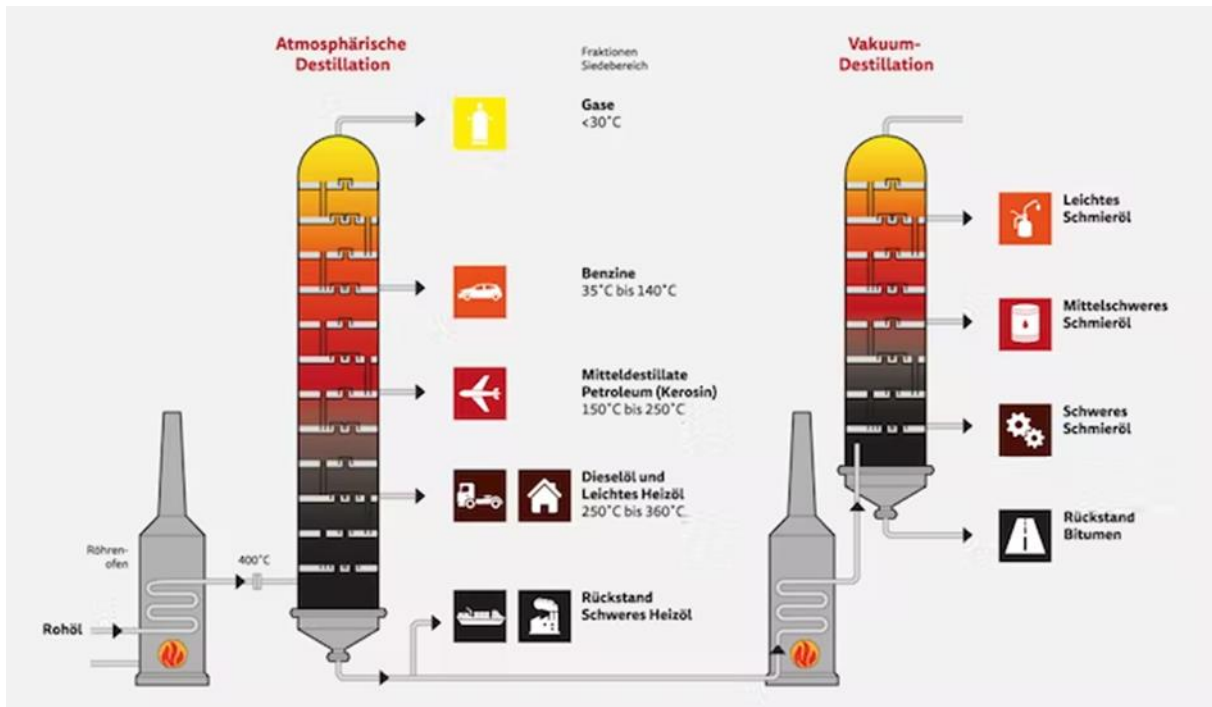 Atmosphärische
Destillation
Fraktionen
Siedebereich
Vakuum-
Destillation
Gase
<30˚C
Leichtes
Schmieröl
Benzine
35˚C bis 140˚C
Mittelschweres
Schmieröl
Mitteldestillate
Petroleum (Kerosin)
150˚C bis 250˚C
Schweres
Schmieröl
Dieselöl und
Leichtes Heizöl
250˚C bis 360˚C
Rückstand
Bitumen
Röhren-
ofen
400˚C
Rückstand
Schweres Heizöl
Rohöl